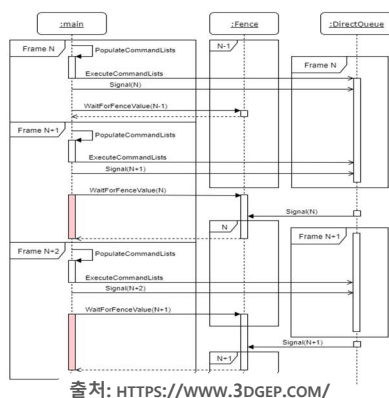 :main
:Fence
:DirectQueue
Frame N
PopulateCommandLists
N-1
Frame N
ExecuteCommandLists
Signal(N)
WaitForFenceValue(N-1)
Frame N+1
PopulateCommandLists
ExecuteCommandLists
Signal(N+1)
WaitForFenceValue(N)
Signal(N)
N
Frame N+1
Frame N+2
PopulateCommandLists
ExecuteCommandLists
Signal(N+2)
WaitForFenceValue(N+1)
Signal(N+1)
N+1
출처: HTTPS://WWW.3DGEP.COM/